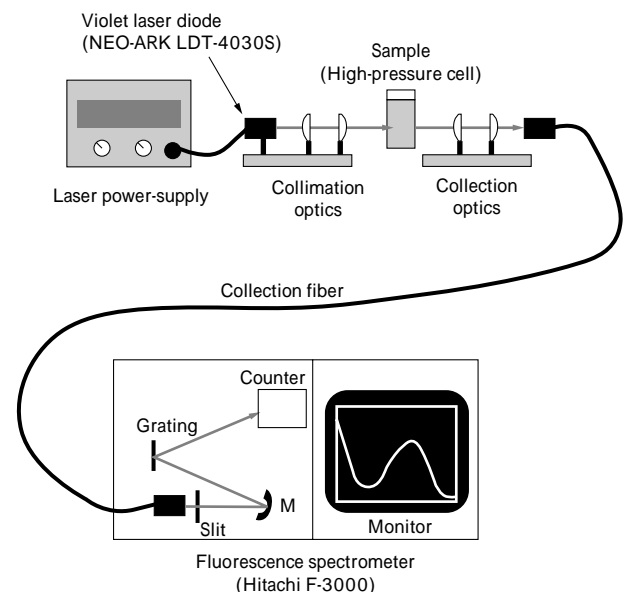 Violet laser diode
(NEO-ARK LDT-4030S)
Sample
(High-pressure cell)
Laser power-supply
Collimation
optics
Collection
optics
Collection fiber
Counter
Grating
M
Slit
Monitor
Fluorescence spectrometer
(Hitachi F-3000)